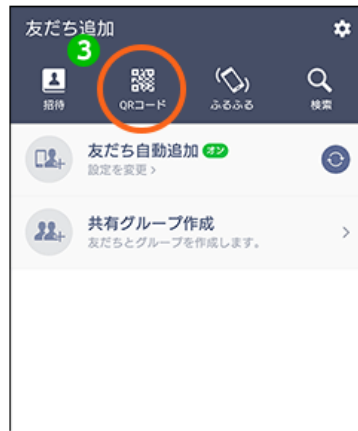 友だち追加
3
招待
QRコード
ふるふる
検索
友だち自動追加 オン
設定を変更 >
共有グループ作成
友だちとグループを作成します。